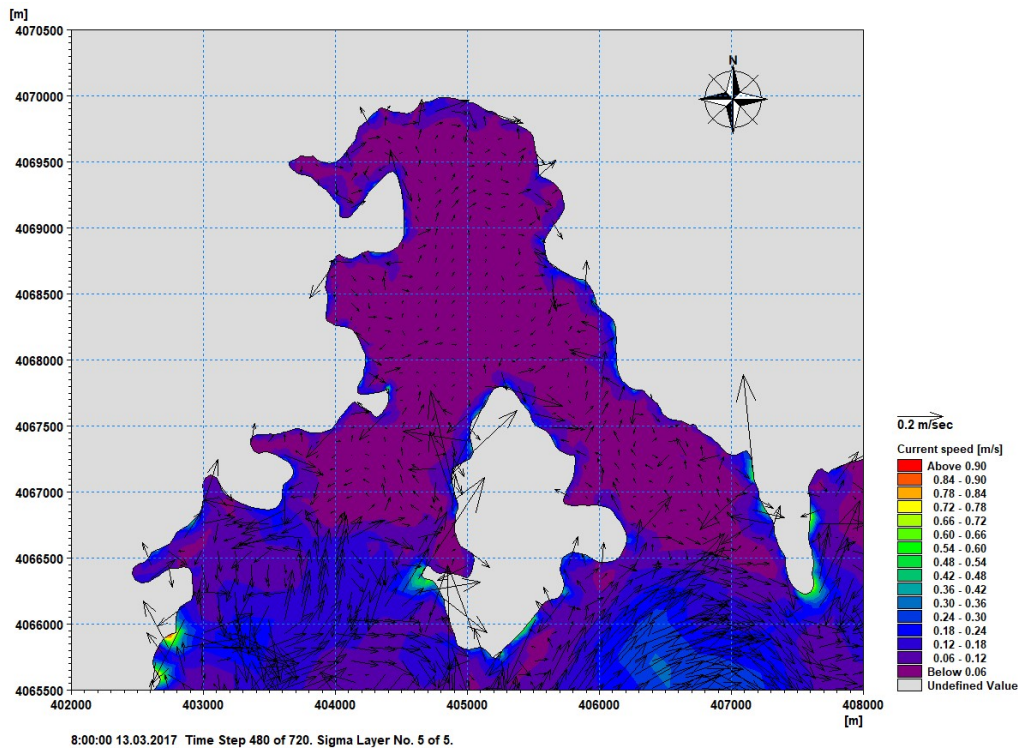 [m]
4070500
4070000
4069500
4069000
4068500
4068000
4067500
4067000
4066500
4066000
4065500
402000 403000 404000 405000 406000 407000 408000
[m]
N
0.2 m/sec
Current speed [m/s]
Above 0.90
0.84 - 0.90
0.78 - 0.84
0.72 - 0.78
0.66 - 0.72
0.60 - 0.66
0.54 - 0.60
0.48 - 0.54
0.42 - 0.48
0.36 - 0.42
0.30 - 0.36
0.24 - 0.30
0.18 - 0.24
0.12 - 0.18
0.06 - 0.12
Below 0.06
Undefined Value
8:00:00 13.03.2017 Time Step 480 of 720. Sigma Layer No. 5 of 5.